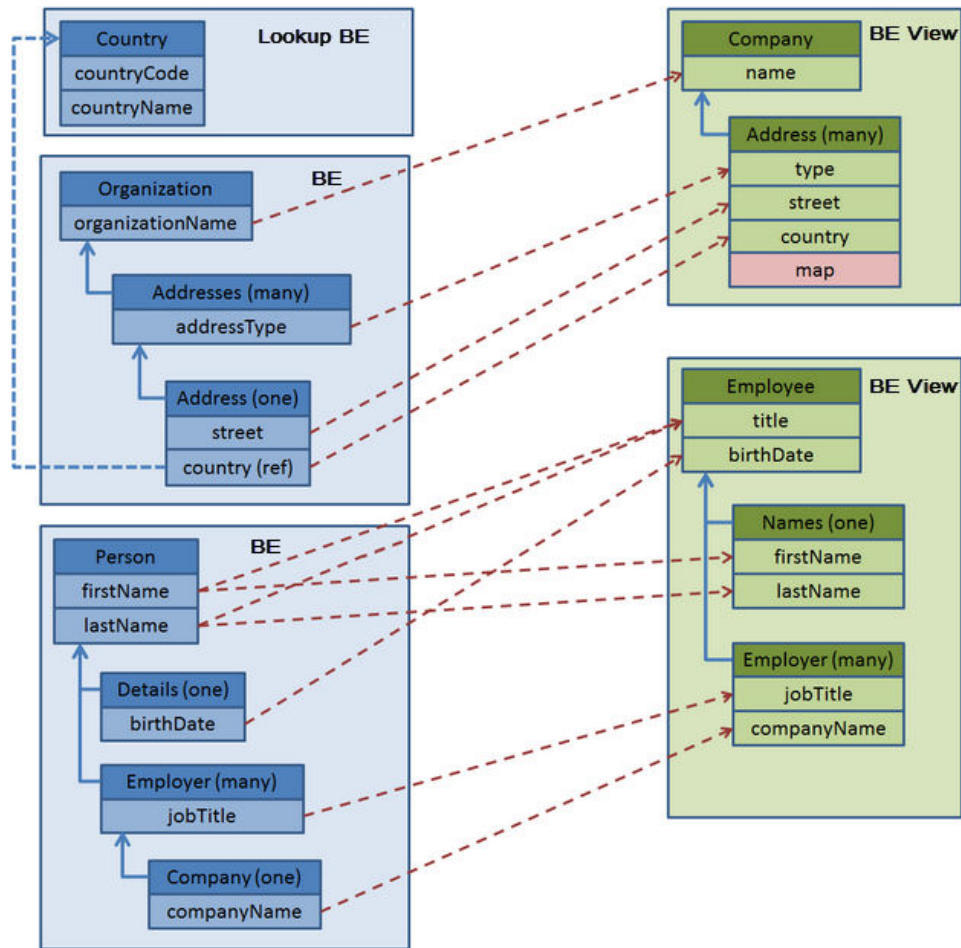 Lookup BE
Country
countryCode
countryName
BE
Organization
organizationName
Addresses (many)
addressType
Address (one)
street
country (ref)
BE
Person
firstName
lastName
Details (one)
birthDate
Employer (many)
jobTitle
Company (one)
companyName
BE View
Company
name
Address (many)
type
street
country
map
BE View
Employee
title
birthDate
Names (one)
firstName
lastName
Employer (many)
jobTitle
companyName